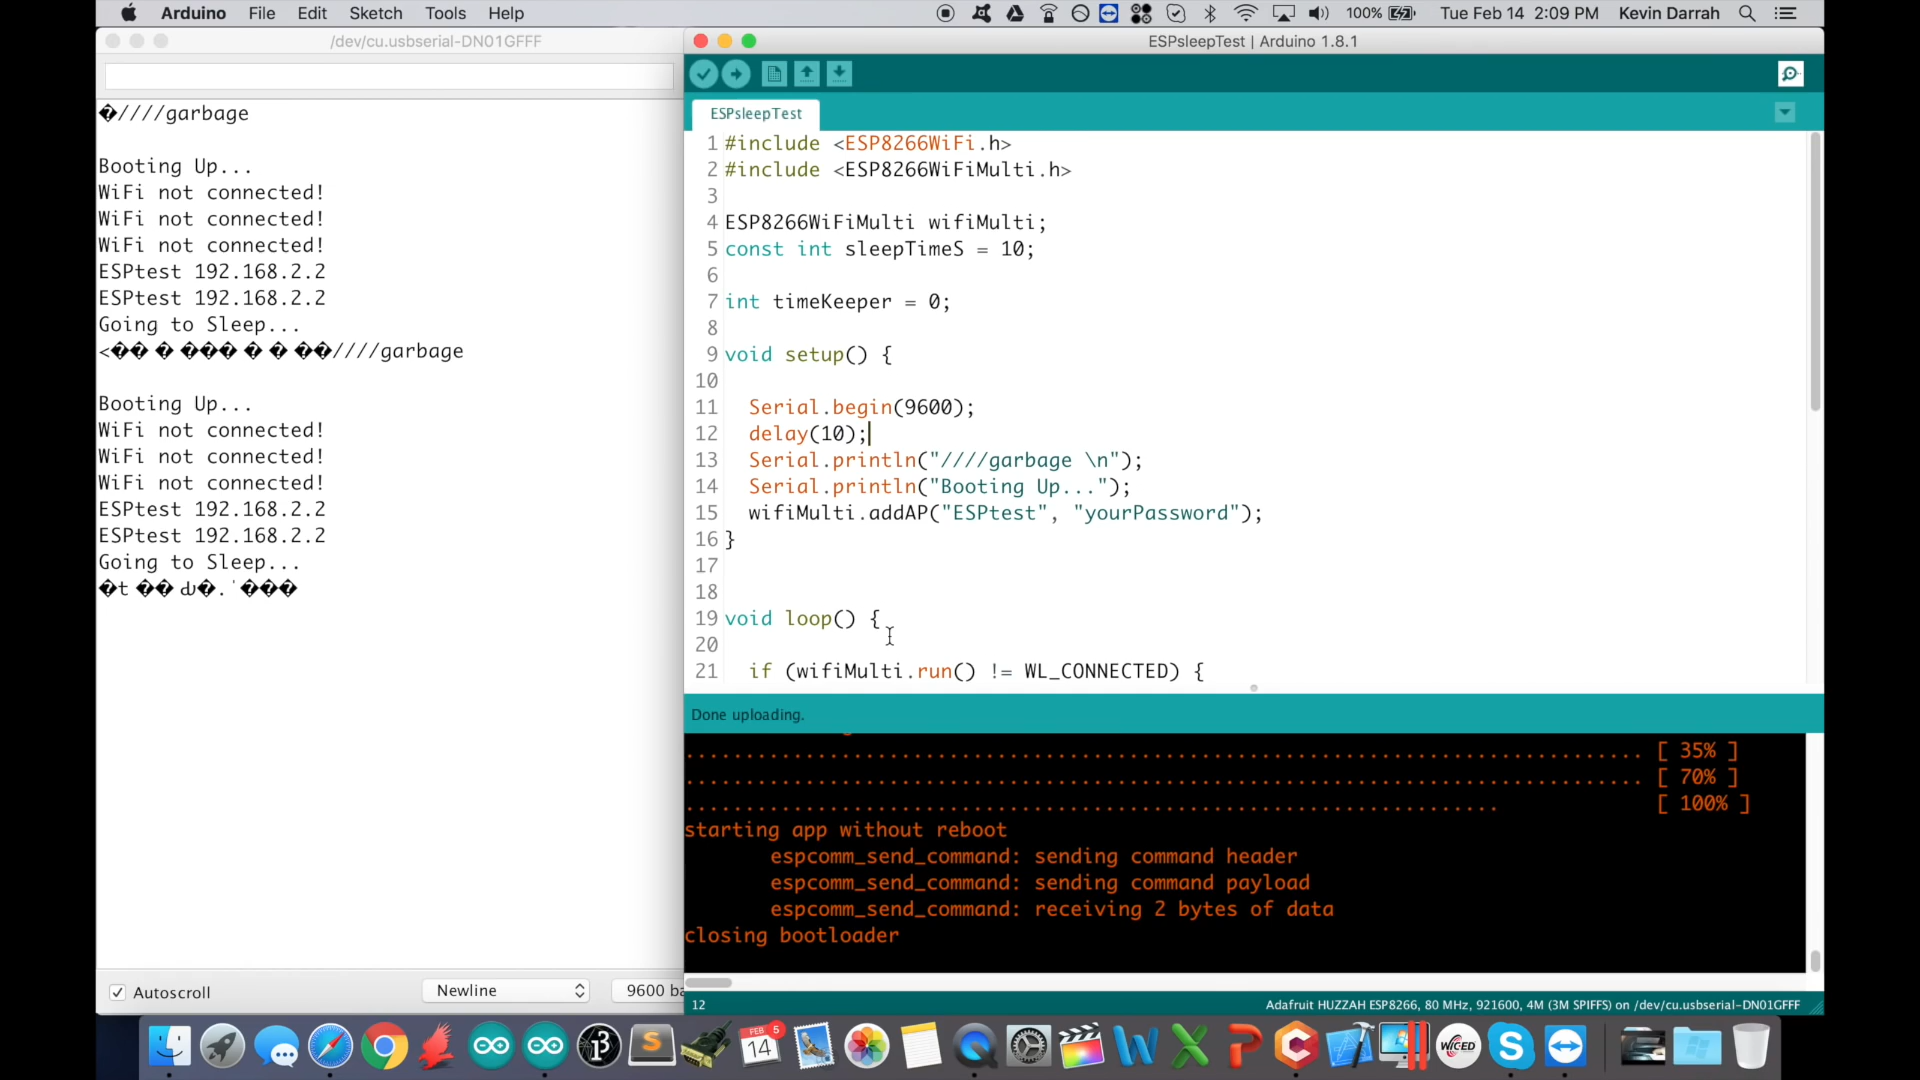 Arduino File Edit Sketch Tools Help 100% Tue Feb 14 2:09 PM Kevin Darrah
/dev/cu.usbserial-DN01GFFF
�////garbage
Booting Up...
WiFi not connected!
WiFi not connected!
WiFi not connected!
ESPtest 192.168.2.2
ESPtest 192.168.2.2
Going to Sleep...
<�� � ��� � � ��////garbage
Booting Up...
WiFi not connected!
WiFi not connected!
WiFi not connected!
ESPtest 192.168.2.2
ESPtest 192.168.2.2
Going to Sleep...
Autoscroll
Newline
9600 ba
ESPsleepTest | Arduino 1.8.1
ESPsleepTest
1 #include <ESP8266WiFi.h>
2 #include <ESP8266WiFiMulti.h>
3
4 ESP8266WiFiMulti wifiMulti;
5 const int sleepTimeS = 10;
6
7 int timeKeeper = 0;
8
9 void setup() {
10
11 Serial.begin(9600);
12 delay(10);
13 Serial.println("////garbage \n");
14 Serial.println("Booting Up...");
15 wifiMulti.addAP("ESPtest", "yourPassword");
16 }
17
18
19 void loop() {
20
21 if (wifiMulti.run() != WL_CONNECTED) {
Done uploading.
................................................................................ [ 35% ]
................................................................................ [ 70% ]
.................................................................... [ 100% ]
starting app without reboot
espcomm_send_command: sending command header
espcomm_send_command: sending command payload
espcomm_send_command: receiving 2 bytes of data
closing bootloader
12
Adafruit HUZZAH ESP8266, 80 MHz, 921600, 4M (3M SPIFFS) on /dev/cu.usbserial-DN01GFFF
FEB 5
14
WICED